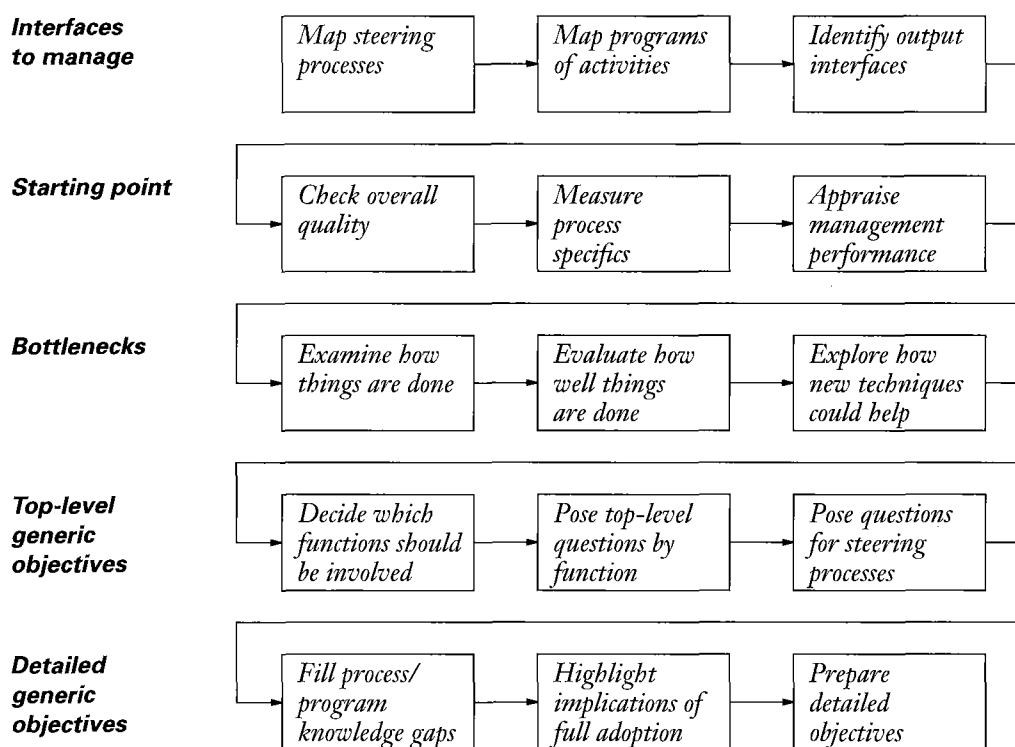 Interfaces
to manage
Map steering
processes
Map programs
of activities
Identify output
interfaces
Starting point
Check overall
quality
Measure
process
specifics
Appraise
management
performance
Bottlenecks
Examine how
things are done
Evaluate how
well things
are done
Explore how
new techniques
could help
Top-level
generic
objectives
Decide which
functions should
be involved
Pose top-level
questions by
function
Pose questions
for steering
processes
Detailed
generic
objectives
Fill process/
program
knowledge gaps
Highlight
implications of
full adoption
Prepare
detailed
objectives